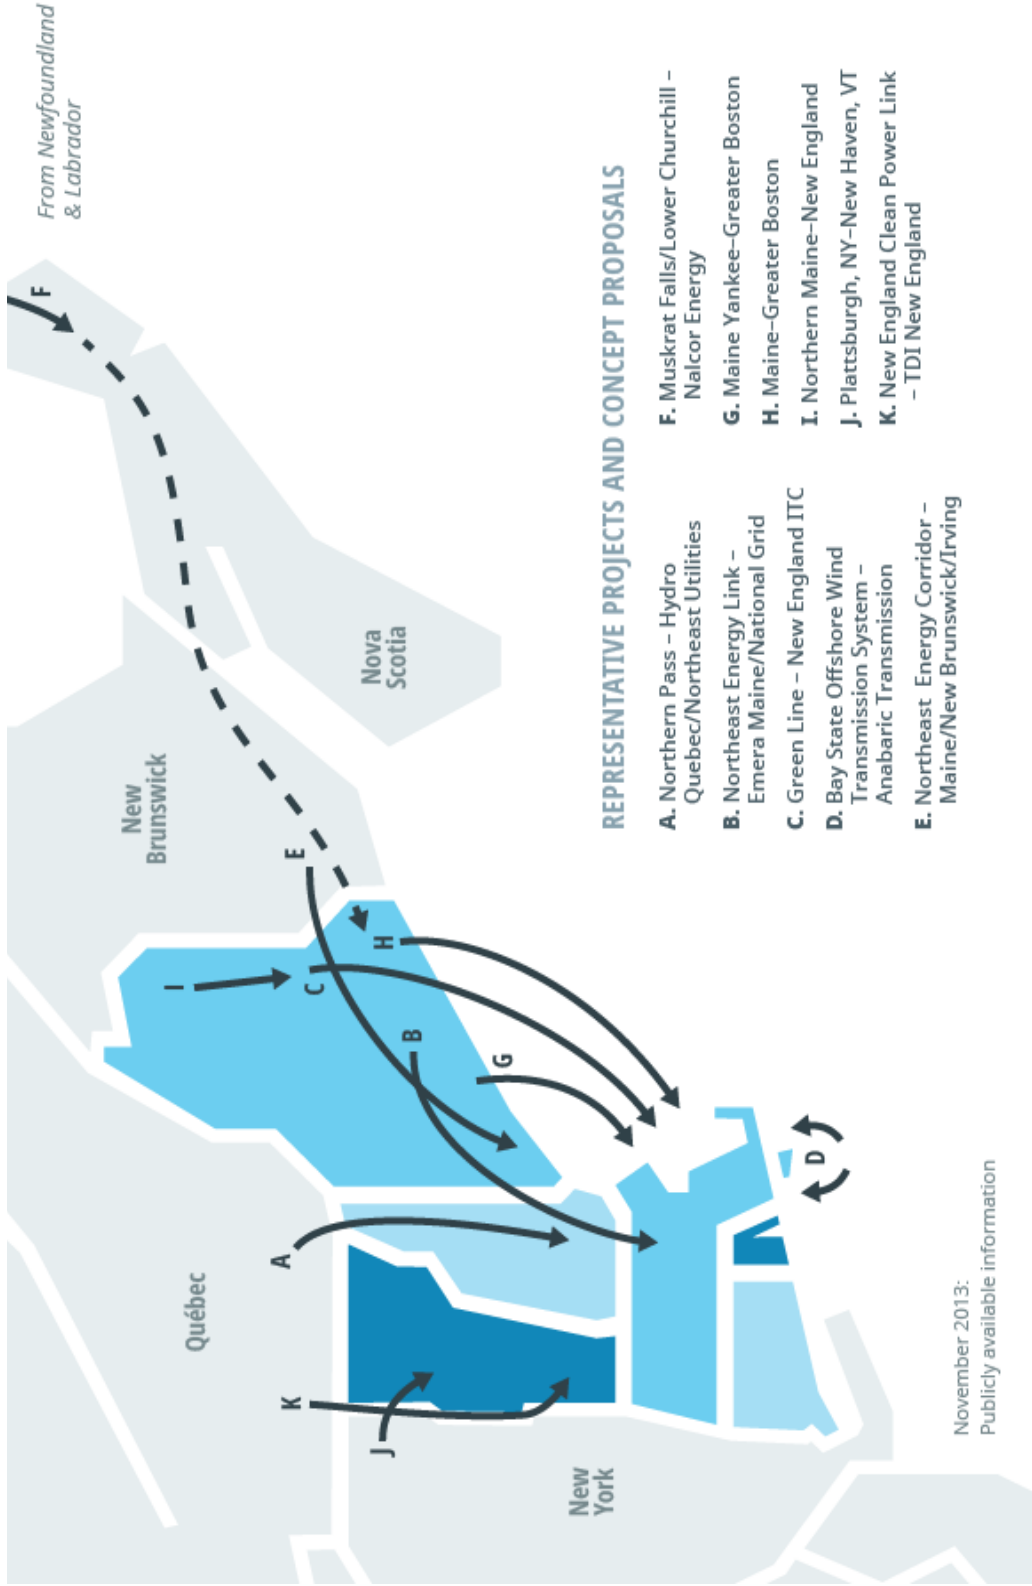 From Newfoundland
& Labrador
F
New
Brunswick
Nova
Scotia
Québec
New
York
I
E
C
H
B
G
A
K
J
D
REPRESENTATIVE PROJECTS AND CONCEPT PROPOSALS
A. Northern Pass – Hydro
Quebec/Northeast Utilities
B. Northeast Energy Link –
Emera Maine/National Grid
C. Green Line – New England ITC
D. Bay State Offshore Wind
Transmission System –
Anabaric Transmission
E. Northeast Energy Corridor –
Maine/New Brunswick/Irving
F. Muskrat Falls/Lower Churchill –
Nalcor Energy
G. Maine Yankee–Greater Boston
H. Maine–Greater Boston
I. Northern Maine–New England
J. Plattsburgh, NY–New Haven, VT
K. New England Clean Power Link
– TDI New England
November 2013:
Publicly available information